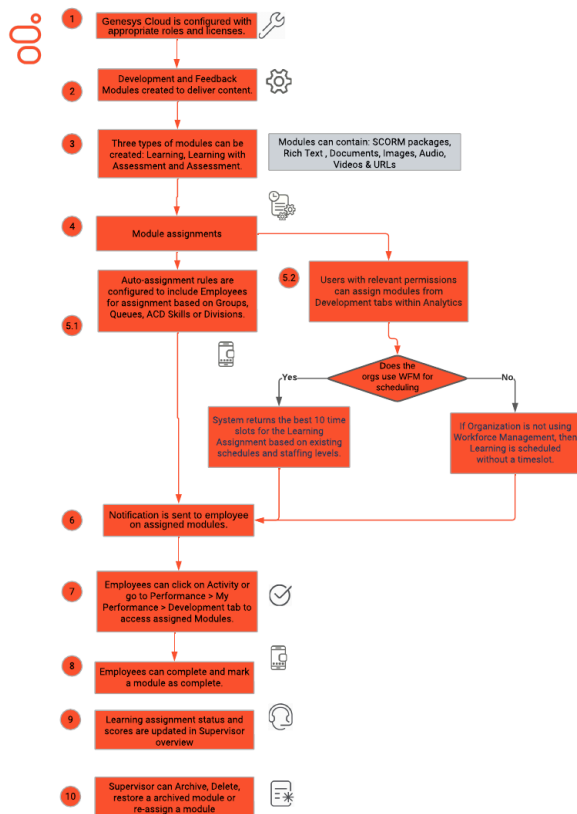 1
Genesys Cloud is configured with
appropriate roles and licenses.
2
Development and Feedback
Modules created to deliver content.
3
Three types of modules can be
created: Learning, Learning with
Assessment and Assessment.
Modules can contain: SCORM packages,
Rich Text , Documents, Images, Audio,
Videos & URLs
4
Module assignments
5.1
Auto-assignment rules are
configured to include Employees
for assignment based on Groups,
Queues, ACD Skills or Divisions.
5.2
Users with relevant permissions
can assign modules from
Development tabs within Analytics
Does the
orgs use WFM for
scheduling
Yes
No
System returns the best 10 time
slots for the Learning
Assignment based on existing
schedules and staffing levels.
If Organization is not using
Workforce Management, then
Learning is scheduled
without a timeslot.
6
Notification is sent to employee
on assigned modules.
7
Employees can click on Activity or
go to Performance > My
Performance > Development tab to
access assigned Modules.
8
Employees can complete and mark
a module as complete.
9
Learning assignment status and
scores are updated in Supervisor
overview
10
Supervisor can Archive, Delete,
restore a archived module or
re-assign a module